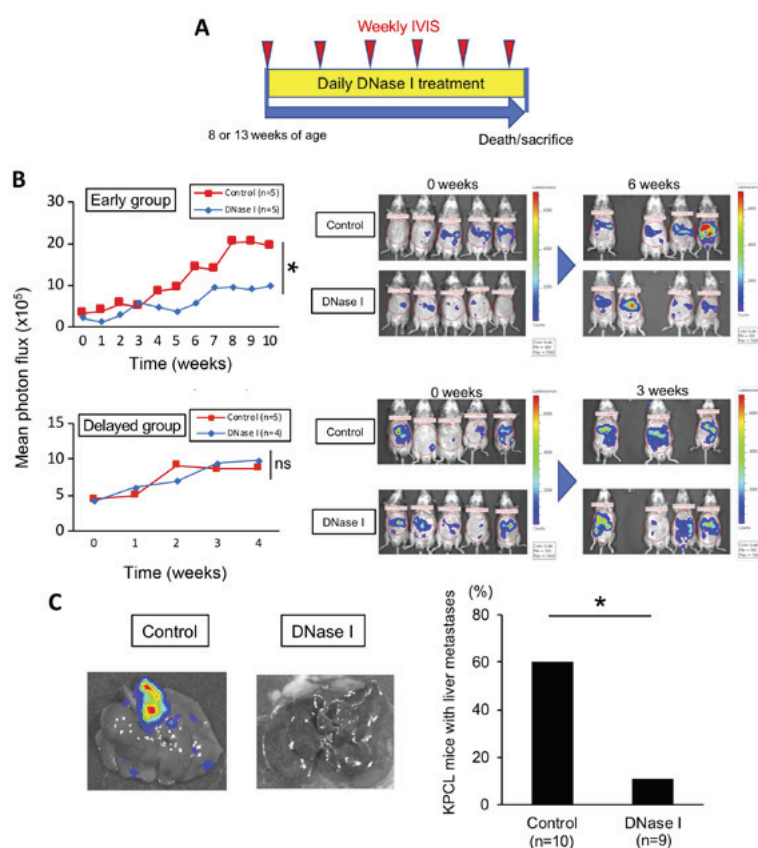 A
Weekly IVIS
Daily DNase I treatment
8 or 13 weeks of age
Death/sacrifice
B
Early group
Control (n=5)
DNase I (n=5)
30
20
10
0
*
0 1 2 3 4 5 6 7 8 9 10
Time (weeks)
Mean photon flux (x10⁵)
0 weeks
6 weeks
Control
DNase I
Delayed group
Control (n=5)
DNase I (n=4)
15
10
5
0
ns
0 1 2 3 4
Time (weeks)
0 weeks
3 weeks
Control
DNase I
C
Control
DNase I
(%)
KPCL mice with liver metastases
80
60
40
20
0
*
Control
(n=10)
DNase I
(n=9)